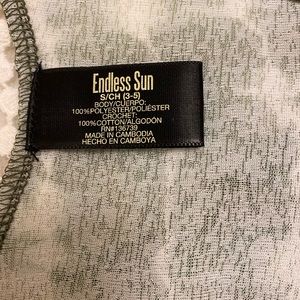 Endless Sun
S/CH (3-5)
BODY/CUERPO:
100%POLYESTER/POLIÉSTER
CROCHET:
100%COTTON/ALGODÓN
RN#136739
MADE IN CAMBODIA
HECHO EN CAMBOYA